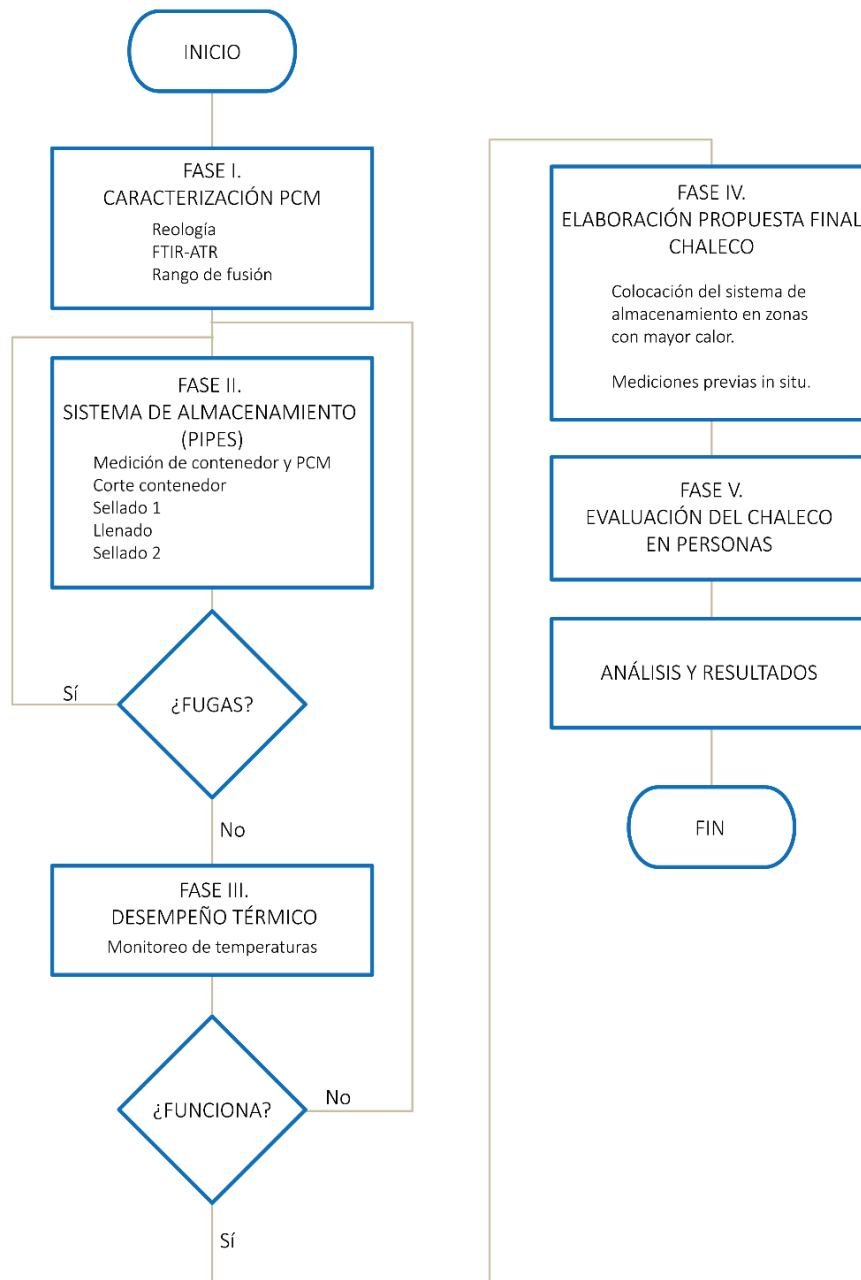 INICIO
FASE I.
CARACTERIZACIÓN PCM
Reología
FTIR-ATR
Rango de fusión
FASE II.
SISTEMA DE ALMACENAMIENTO
(PIPES)
Medición de contenedor y PCM
Corte contenedor
Sellado 1
Llenado
Sellado 2
¿FUGAS?
Sí
No
FASE III.
DESEMPEÑO TÉRMICO
Monitoreo de temperaturas
¿FUNCIONA?
No
Sí
FASE IV.
ELABORACIÓN PROPUESTA FINAL
CHALECO
Colocación del sistema de
almacenamiento en zonas
con mayor calor.
Mediciones previas in situ.
FASE V.
EVALUACIÓN DEL CHALECO
EN PERSONAS
ANÁLISIS Y RESULTADOS
FIN